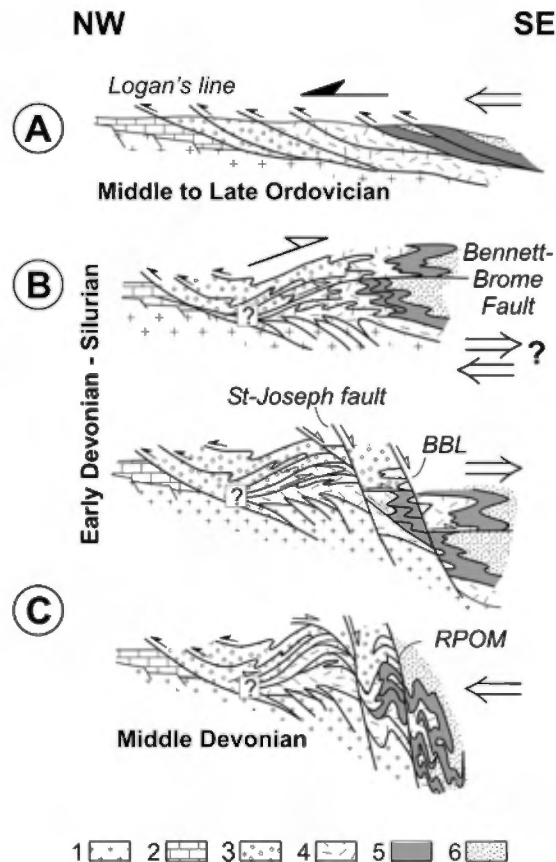 NW
SE
Logan's line
A
Middle to Late Ordovician
B
Bennett-
Brome
Fault
?
?
Early Devonian - Silurian
St-Joseph fault
BBL
?
C
RPOM
?
Middle Devonian
1 2 3 4 5 6